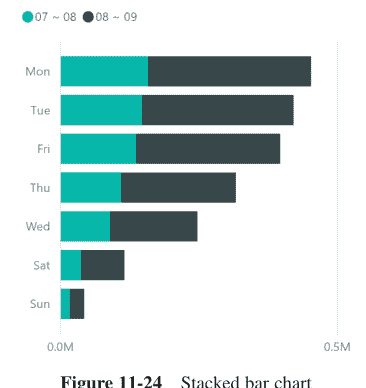 07 ~ 08 08 ~ 09
Mon
Tue
Fri
Thu
Wed
Sat
Sun
0.0M 0.5M
Figure 11-24 Stacked bar chart